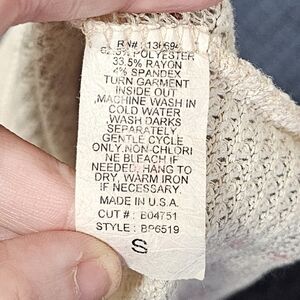 RN# : 136694
62.5% POLYESTER
33.5% RAYON
4% SPANDEX
TURN GARMENT
INSIDE OUT
,MACHINE WASH IN
COLD WATER
,WASH DARKS
SEPARATELY,
GENTLE CYCLE
ONLY.NON-CHLORI
NE BLEACH IF
NEEDED. HANG TO
DRY, WARM IRON
IF NECESSARY.
MADE IN U.S.A.
CUT # : E04751
STYLE : BP6519
S